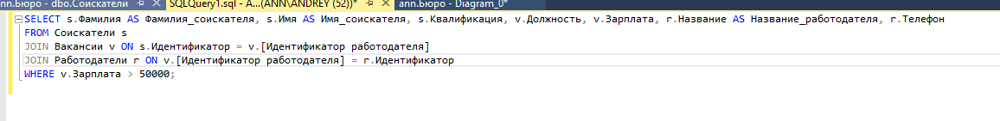 ann.Бюро - dbo.Соискатели SQLQuery1.sql - A...(ANN\ANDREY (52))* ann.Бюро - Diagram_0*
SELECT s.Фамилия AS Фамилия_соискателя, s.Имя AS Имя_соискателя, s.Квалификация, v.Должность, v.Зарплата, r.Название AS Название_работодателя, r.Телефон
FROM Соискатели s
JOIN Вакансии v ON s.Идентификатор = v.[Идентификатор работодателя]
JOIN Работодатели r ON v.[Идентификатор работодателя] = r.Идентификатор
WHERE v.Зарплата > 50000;